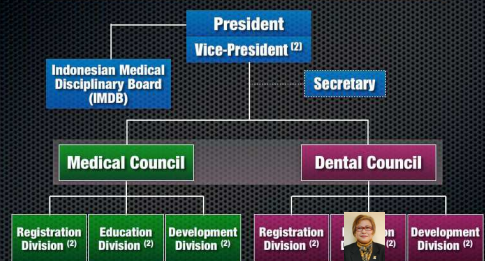 President
Vice-President (2)
Indonesian Medical
Disciplinary Board
(IMDB)
Secretary
Medical Council
Dental Council
Registration
Division (2)
Education
Division (2)
Development
Division (2)
Registration
Division (2)
(2)
Development
Division (2)